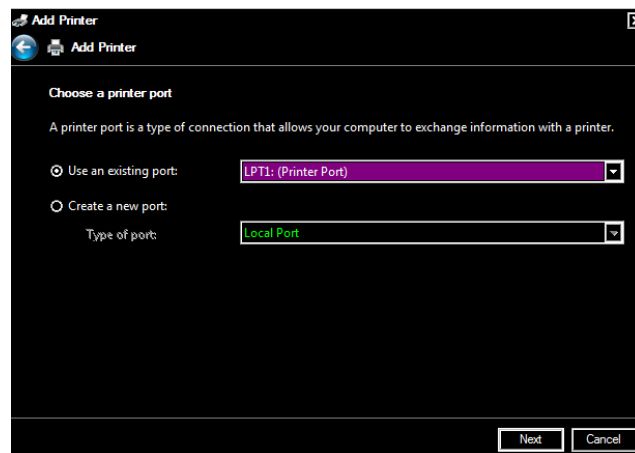 Add Printer
Add Printer
Choose a printer port
A printer port is a type of connection that allows your computer to exchange information with a printer.
Use an existing port: LPT1: (Printer Port)
Create a new port:
Type of port: Local Port
Next Cancel